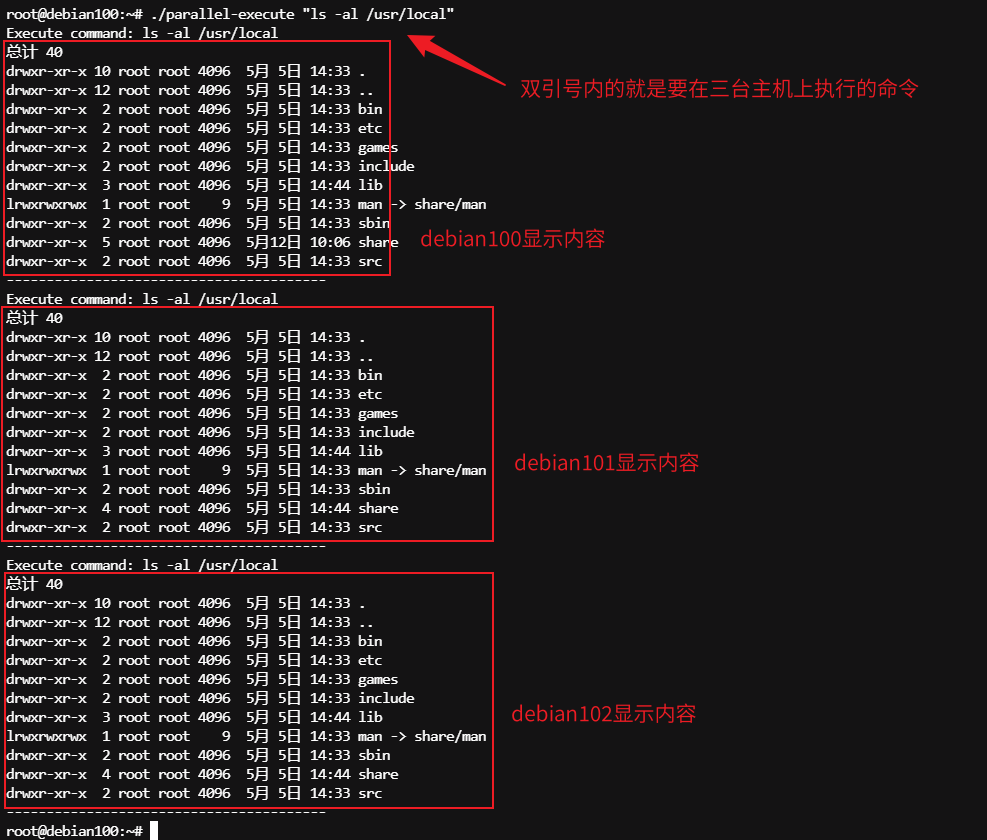 root@debian100:~# ./parallel-execute "ls -al /usr/local"
Execute command: ls -al /usr/local
总计 40
drwxr-xr-x 10 root root 4096  5月 5日 14:33 .
双引号内的就是要在三台主机上执行的命令
drwxr-xr-x 12 root root 4096  5月 5日 14:33 ..
drwxr-xr-x  2 root root 4096  5月 5日 14:33 bin
drwxr-xr-x  2 root root 4096  5月 5日 14:33 etc
drwxr-xr-x  2 root root 4096  5月 5日 14:33 games
drwxr-xr-x  2 root root 4096  5月 5日 14:33 include
drwxr-xr-x  3 root root 4096  5月 5日 14:44 lib
lrwxrwxrwx  1 root root    9  5月 5日 14:33 man -> share/man
drwxr-xr-x  2 root root 4096  5月 5日 14:33 sbin
drwxr-xr-x  5 root root 4096  5月12日 10:06 share
debian100显示内容
drwxr-xr-x  2 root root 4096  5月 5日 14:33 src
----------------------------------------
Execute command: ls -al /usr/local
总计 40
drwxr-xr-x 10 root root 4096  5月 5日 14:33 .
drwxr-xr-x 12 root root 4096  5月 5日 14:33 ..
drwxr-xr-x  2 root root 4096  5月 5日 14:33 bin
drwxr-xr-x  2 root root 4096  5月 5日 14:33 etc
drwxr-xr-x  2 root root 4096  5月 5日 14:33 games
drwxr-xr-x  2 root root 4096  5月 5日 14:33 include
drwxr-xr-x  3 root root 4096  5月 5日 14:44 lib
debian101显示内容
lrwxrwxrwx  1 root root    9  5月 5日 14:33 man -> share/man
drwxr-xr-x  2 root root 4096  5月 5日 14:33 sbin
drwxr-xr-x  4 root root 4096  5月 5日 14:44 share
drwxr-xr-x  2 root root 4096  5月 5日 14:33 src
----------------------------------------
Execute command: ls -al /usr/local
总计 40
drwxr-xr-x 10 root root 4096  5月 5日 14:33 .
drwxr-xr-x 12 root root 4096  5月 5日 14:33 ..
drwxr-xr-x  2 root root 4096  5月 5日 14:33 bin
drwxr-xr-x  2 root root 4096  5月 5日 14:33 etc
drwxr-xr-x  2 root root 4096  5月 5日 14:33 games
drwxr-xr-x  2 root root 4096  5月 5日 14:33 include
drwxr-xr-x  3 root root 4096  5月 5日 14:44 lib
debian102显示内容
lrwxrwxrwx  1 root root    9  5月 5日 14:33 man -> share/man
drwxr-xr-x  2 root root 4096  5月 5日 14:33 sbin
drwxr-xr-x  4 root root 4096  5月 5日 14:44 share
drwxr-xr-x  2 root root 4096  5月 5日 14:33 src
----------------------------------------
root@debian100:~#